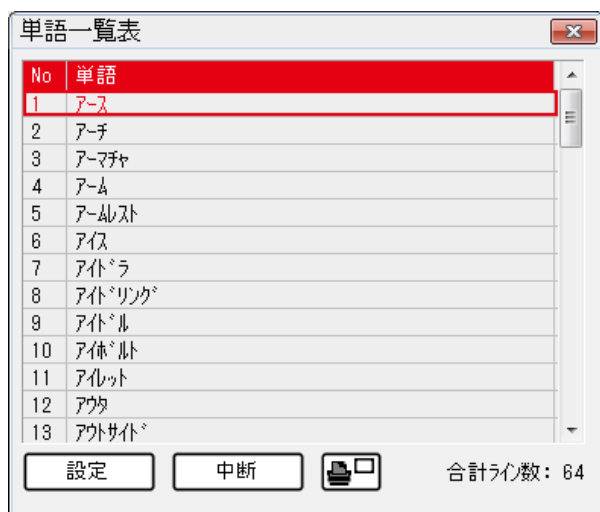 単語一覧表
No 単語
1 ｱｰｽ
2 ｱｰﾁ
3 ｱｰﾏﾁｬ
4 ｱｰﾑ
5 ｱｰﾑﾚｽﾄ
6 ｱｲｽ
7 ｱｲﾄﾞﾗ
8 ｱｲﾄﾞﾘﾝｸﾞ
9 ｱｲﾄﾞﾙ
10 ｱｲﾎﾞﾙﾄ
11 ｱｲﾚｯﾄ
12 ｱｳﾀ
13 ｱｳﾄｻｲﾄﾞ
設定 中断 合計ﾗｲﾝ数: 64